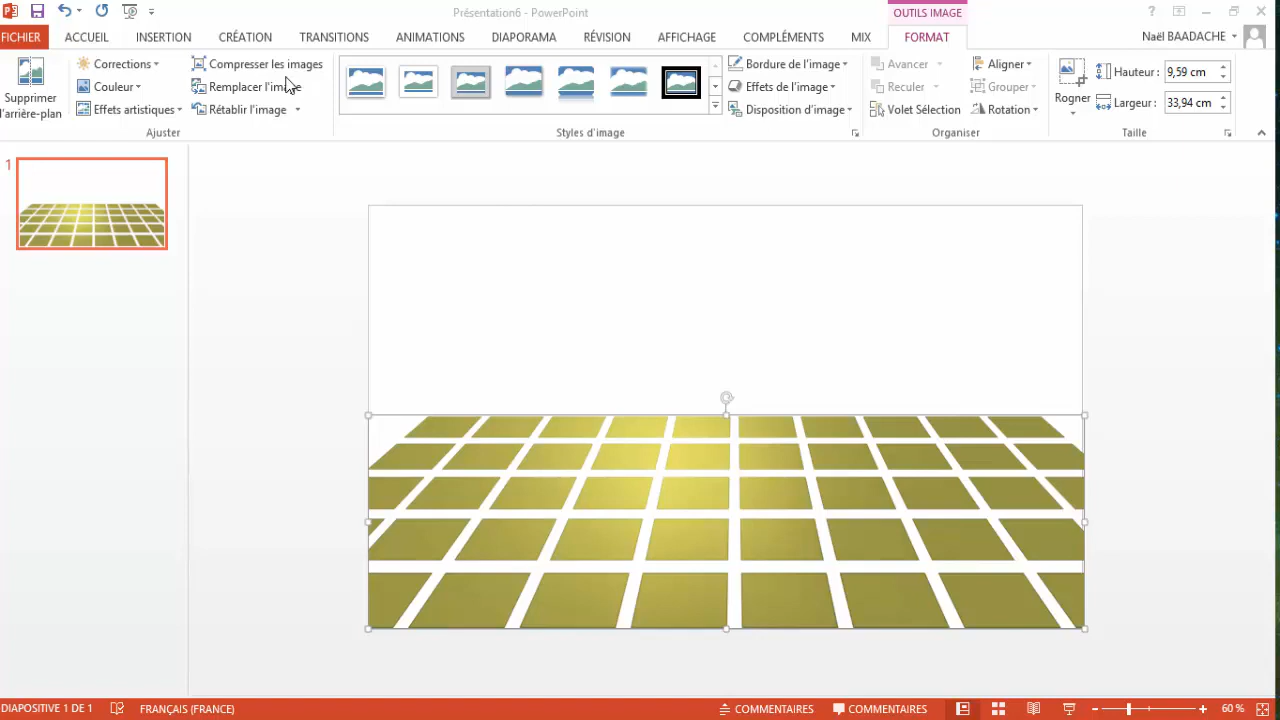 Présentation6 - PowerPoint
OUTILS IMAGE
?
FICHIER ACCUEIL INSERTION CRÉATION TRANSITIONS ANIMATIONS DIAPORAMA RÉVISION AFFICHAGE COMPLÉMENTS MIX FORMAT Naël BAADACHE
Supprimer
l'arrière-plan
Corrections
Couleur
Effets artistiques
Compresser les images
Remplacer l'image
Rétablir l'image
Ajuster
Styles d'image
Bordure de l'image
Effets de l'image
Disposition d'image
Avancer
Reculer
Volet Sélection
Aligner
Grouper
Rotation
Organiser
Rogner
Hauteur : 9,59 cm
Largeur : 33,94 cm
Taille
1
DIAPOSITIVE 1 DE 1 FRANÇAIS (FRANCE) COMMENTAIRES COMMENTAIRES 60 %